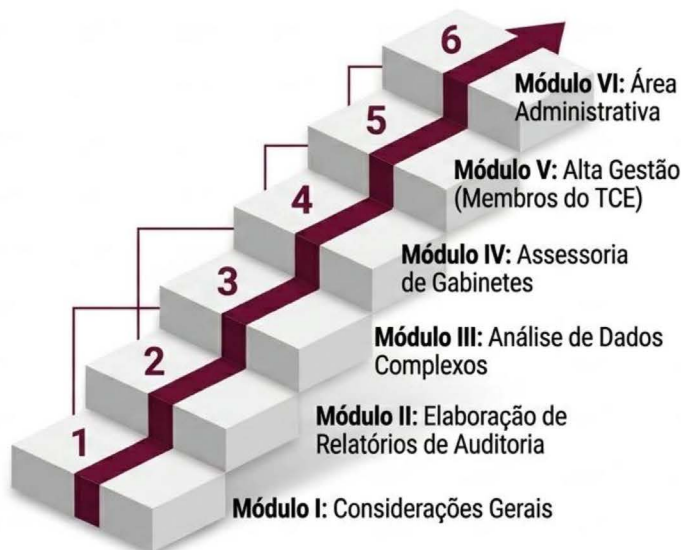 6
Módulo VI: Área
Administrativa
5
Módulo V: Alta Gestão
(Membros do TCE)
4
Módulo IV: Assessoria
de Gabinetes
3
Módulo III: Análise de Dados
Complexos
2
Módulo II: Elaboração de
Relatórios de Auditoria
1
Módulo I: Considerações Gerais